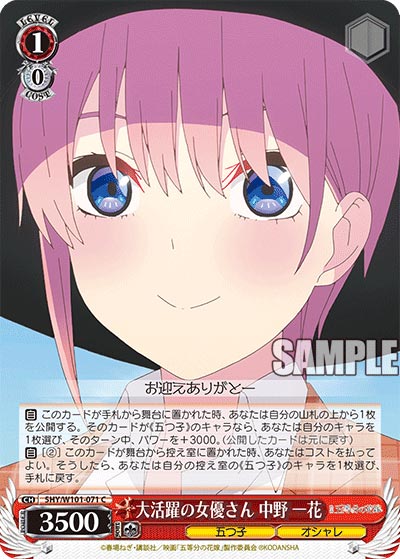 LEVEL
1
0
COST
SAMPLE
お迎えありがとー
自 このカードが手札から舞台に置かれた時、あなたは自分の山札の上から1枚
を公開する。そのカードが《五つ子》のキャラなら、あなたは自分のキャラを
1枚選び、そのターン中、パワーを+3000。(公開したカードは元に戻す)
自 [②] このカードが舞台から控え室に置かれた時、あなたはコストを払ってよ
い。そうしたら、あなたは自分の控え室の《五つ子》のキャラを1枚選び、
手札に戻す。
CH 5HY/W101-071 C
大活躍の女優さん 中野 一花
3500
五つ子
オシャレ
©春場ねぎ・講談社/映画「五等分の花嫁」製作委員会 ©KODANSHA